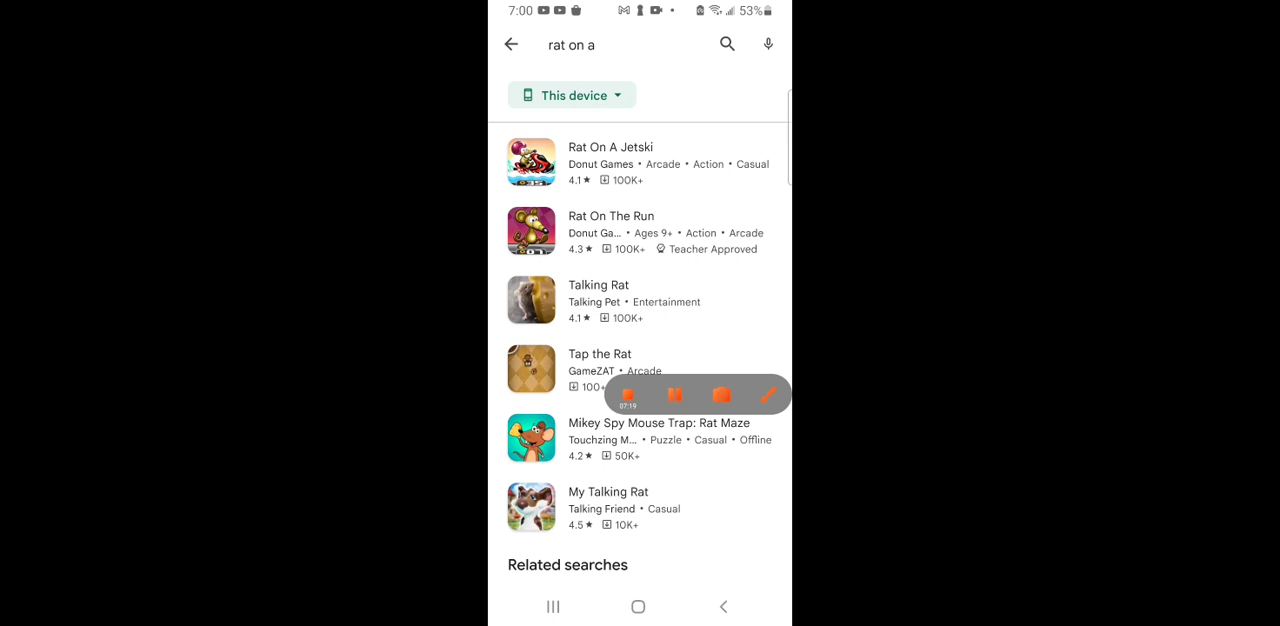 7:00 53%
rat on a
This device
Rat On A Jetski
Donut Games • Arcade • Action • Casual
4.1★ 100K+
Rat On The Run
Donut Ga... • Ages 9+ • Action • Arcade
4.3★ 100K+ Teacher Approved
Talking Rat
Talking Pet • Entertainment
4.1★ 100K+
Tap the Rat
GameZAT • Arcade
100+
07:19
Mikey Spy Mouse Trap: Rat Maze
Touchzing M... • Puzzle • Casual • Offline
4.2★ 50K+
My Talking Rat
Talking Friend • Casual
4.5★ 10K+
Related searches